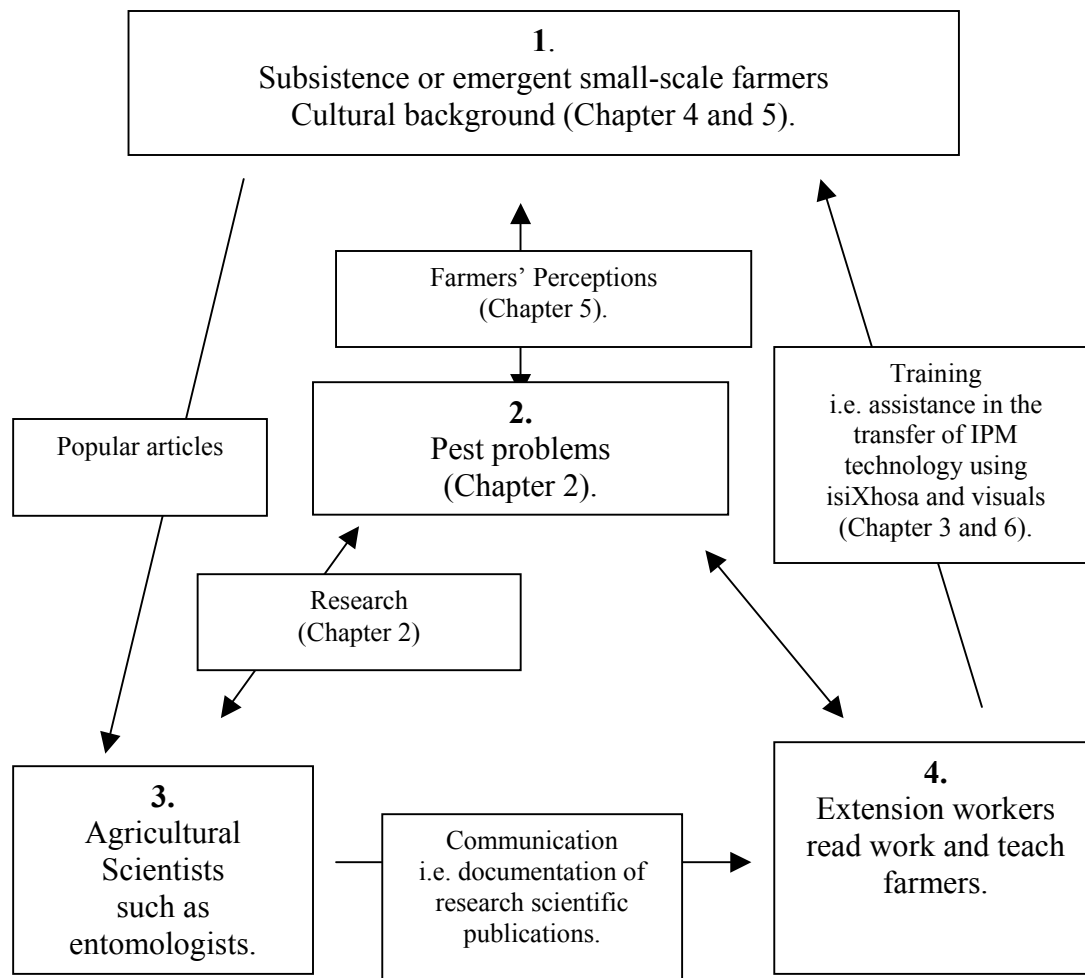 1.
Subsistence or emergent small-scale farmers
Cultural background (Chapter 4 and 5).
Farmers’ Perceptions
(Chapter 5).
2.
Pest problems
(Chapter 2).
Popular articles
Training
i.e. assistance in the
transfer of IPM
technology using
isiXhosa and visuals
(Chapter 3 and 6).
Research
(Chapter 2)
3.
Agricultural
Scientists
such as
entomologists.
Communication
i.e. documentation of
research scientific
publications.
4.
Extension workers
read work and teach
farmers.